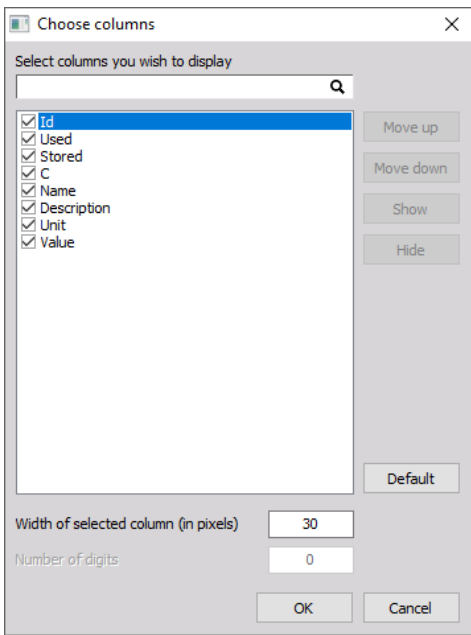 Choose columns
Select columns you wish to display
Id
Used
Stored
C
Name
Description
Unit
Value
Move up
Move down
Show
Hide
Default
Width of selected column (in pixels) 30
Number of digits 0
OK Cancel